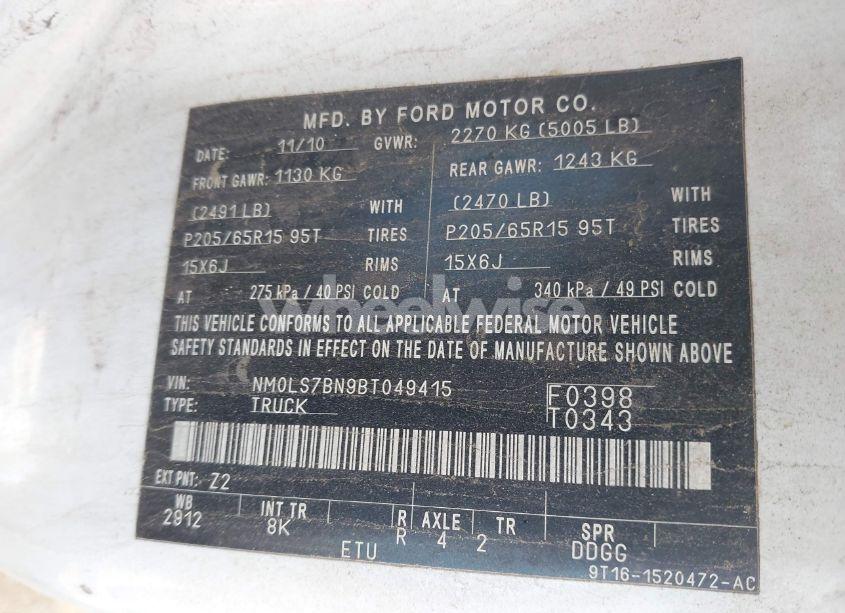 MFD. BY FORD MOTOR CO.
DATE: 11/10 GVWR: 2270 KG (5005 LB)
FRONT GAWR: 1130 KG REAR GAWR: 1243 KG
(2491 LB) WITH (2470 LB) WITH
P205/65R15 95T TIRES P205/65R15 95T TIRES
15X6J RIMS 15X6J RIMS
AT 275 kPa / 40 PSI COLD AT 340 kPa / 49 PSI COLD
wheelwise
THIS VEHICLE CONFORMS TO ALL APPLICABLE FEDERAL MOTOR VEHICLE
SAFETY STANDARDS IN EFFECT ON THE DATE OF MANUFACTURE SHOWN ABOVE
VIN: NM0LS7BN9BT049415 F0398
TYPE: TRUCK T0343
EXT PNT: Z2
WB INT TR R AXLE TR SPR
2912 8K R 4 2 DDGG
ETU 9T16-1520472-AC